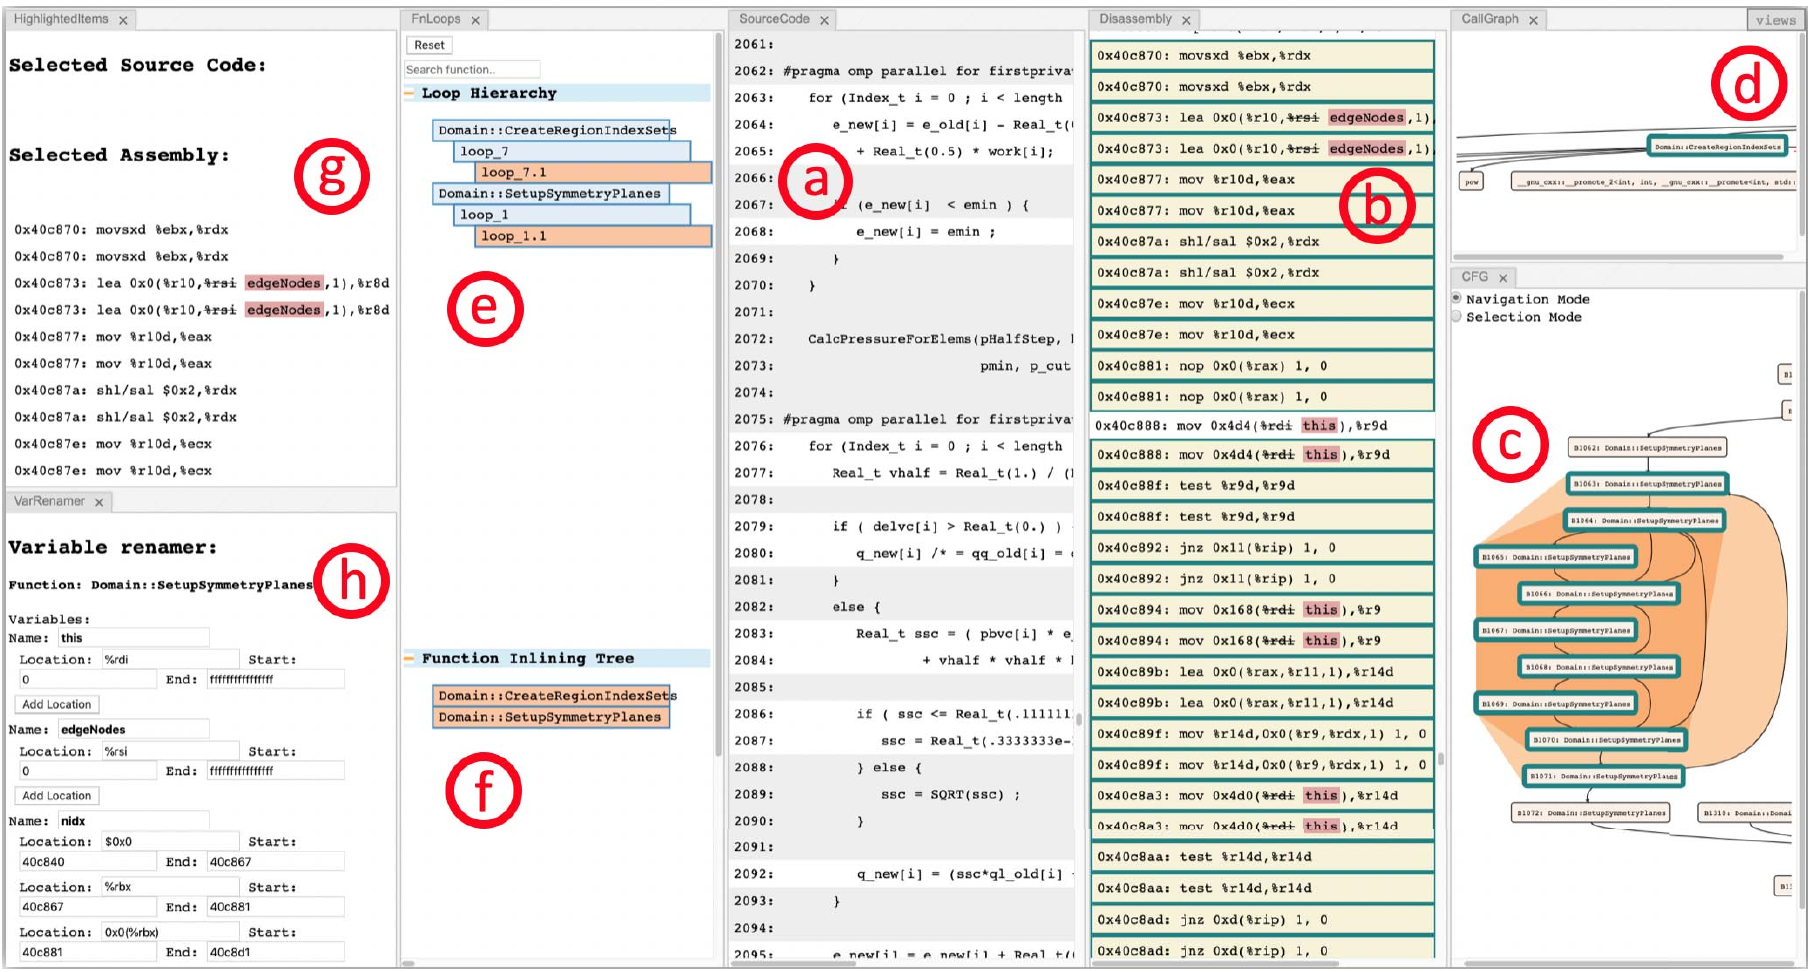 HighlightedItems ×
Selected Source Code:
Selected Assembly:
g
0x40c870: movsxd %ebx,%rdx
0x40c870: movsxd %ebx,%rdx
0x40c873: lea 0x0(%r10,%rsi edgeNodes,1),%r8d
0x40c873: lea 0x0(%r10,%rsi edgeNodes,1),%r8d
0x40c877: mov %r10d,%eax
0x40c877: mov %r10d,%eax
0x40c87a: shl/sal $0x2,%rdx
0x40c87a: shl/sal $0x2,%rdx
0x40c87e: mov %r10d,%ecx
0x40c87e: mov %r10d,%ecx
VarRenamer ×
Variable renamer:
Function: Domain::SetupSymmetryPlanes
h
Variables:
Name: this
Location: %rdi Start:
0 End: ffffffffffffffff
Add Location
Name: edgeNodes
Location: %rsi Start:
0 End: ffffffffffffffff
Add Location
Name: nidx
Location: $0x0 Start:
40c840 End: 40c867
Location: %rbx Start:
40c867 End: 40c881
Location: 0x0(%rbx) Start:
40c881 End: 40c8d1
FnLoops ×
Reset
Search function..
Loop Hierarchy
Domain::CreateRegionIndexSets
loop_7
loop_7.1
Domain::SetupSymmetryPlanes
loop_1
loop_1.1
e
Function Inlining Tree
Domain::CreateRegionIndexSets
Domain::SetupSymmetryPlanes
f
SourceCode ×
2061:
2062: #pragma omp parallel for firstpriva
2063: for (Index_t i = 0 ; i < length
2064: e_new[i] = e_old[i] - Real_t(
2065: + Real_t(0.5) * work[i];
2066:
a
2067: (e_new[i] < emin ) {
2068: e_new[i] = emin ;
2069: }
2070: }
2071:
2072: CalcPressureForElems(pHalfStep,
2073: pmin, p_cut
2074:
2075: #pragma omp parallel for firstpriva
2076: for (Index_t i = 0 ; i < length
2077: Real_t vhalf = Real_t(1.) / (
2078:
2079: if ( delvc[i] > Real_t(0.) )
2080: q_new[i] /* = qq_old[i] =
2081: }
2082: else {
2083: Real_t ssc = ( pbvc[i] * e
2084: + vhalf * vhalf *
2085:
2086: if ( ssc <= Real_t(.111111
2087: ssc = Real_t(.3333333e-
2088: } else {
2089: ssc = SQRT(ssc) ;
2090: }
2091:
2092: q_new[i] = (ssc*ql_old[i]
2093: }
2094:
2095: e_new[i] = e_new[i] + Real_t(
Disassembly ×
0x40c870: movsxd %ebx,%rdx
0x40c870: movsxd %ebx,%rdx
0x40c873: lea 0x0(%r10,%rsi edgeNodes,1),
0x40c873: lea 0x0(%r10,%rsi edgeNodes,1),
0x40c877: mov %r10d,%eax
0x40c877: mov %r10d,%eax
b
0x40c87a: shl/sal $0x2,%rdx
0x40c87a: shl/sal $0x2,%rdx
0x40c87e: mov %r10d,%ecx
0x40c87e: mov %r10d,%ecx
0x40c881: nop 0x0(%rax) 1, 0
0x40c881: nop 0x0(%rax) 1, 0
0x40c888: mov 0x4d4(%rdi this),%r9d
0x40c888: mov 0x4d4(%rdi this),%r9d
0x40c88f: test %r9d,%r9d
0x40c88f: test %r9d,%r9d
0x40c892: jnz 0x11(%rip) 1, 0
0x40c892: jnz 0x11(%rip) 1, 0
0x40c894: mov 0x168(%rdi this),%r9
0x40c894: mov 0x168(%rdi this),%r9
0x40c89b: lea 0x0(%rax,%r11,1),%r14d
0x40c89b: lea 0x0(%rax,%r11,1),%r14d
0x40c89f: mov %r14d,0x0(%r9,%rdx,1) 1, 0
0x40c89f: mov %r14d,0x0(%r9,%rdx,1) 1, 0
0x40c8a3: mov 0x4d0(%rdi this),%r14d
0x40c8a3: mov 0x4d0(%rdi this),%r14d
0x40c8aa: test %r14d,%r14d
0x40c8aa: test %r14d,%r14d
0x40c8ad: jnz 0xd(%rip) 1, 0
0x40c8ad: jnz 0xd(%rip) 1, 0
CallGraph ×
views
d
Domain::CreateRegionIndexSets
pow
__gnu_cxx::__promote_2<int, int, __gnu_cxx::__promote<int, std:
CFG ×
Navigation Mode
Selection Mode
c
B1062: Domain::SetupSymmetryPlanes
B1063: Domain::SetupSymmetryPlanes
B1064: Domain::SetupSymmetryPlanes
B1065: Domain::SetupSymmetryPlanes
B1066: Domain::SetupSymmetryPlanes
B1067: Domain::SetupSymmetryPlanes
B1068: Domain::SetupSymmetryPlanes
B1069: Domain::SetupSymmetryPlanes
B1070: Domain::SetupSymmetryPlanes
B1071: Domain::SetupSymmetryPlanes
B1072: Domain::SetupSymmetryPlanes
B1310: Domain::Domai